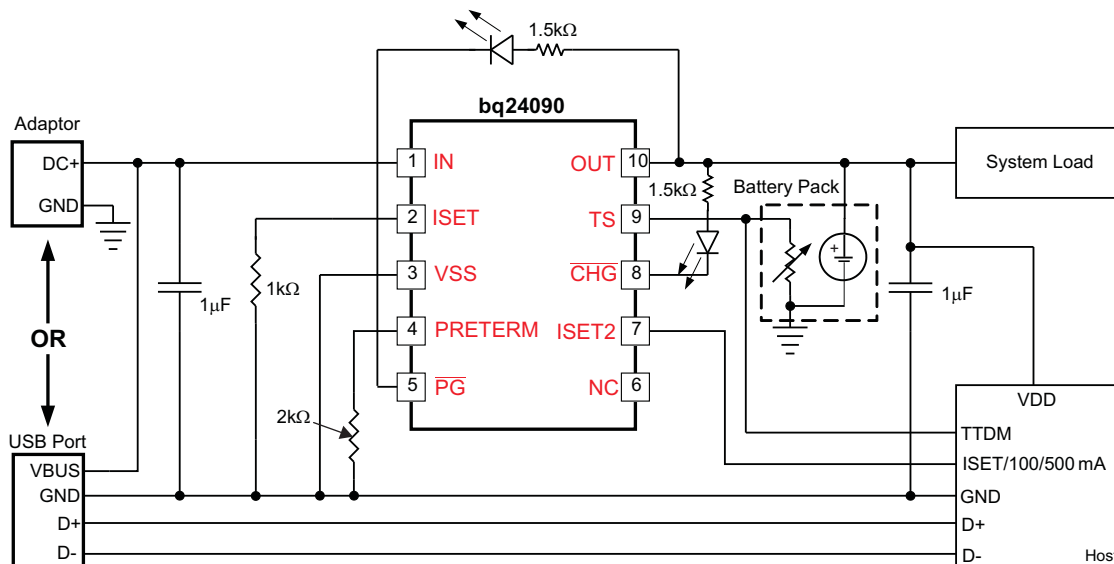 1.5kΩ
bq24090
Adaptor
DC+
GND
1 IN
OUT 10
System Load
1.5kΩ
Battery Pack
2 ISET
TS 9
+
3 VSS
CHG 8
1kΩ
1μF
1μF
OR
4 PRETERM
ISET2 7
5 PG
NC 6
2kΩ
VDD
USB Port
TTDM
VBUS
ISET/100/500 mA
GND
GND
D+
D+
D-
D-
Host